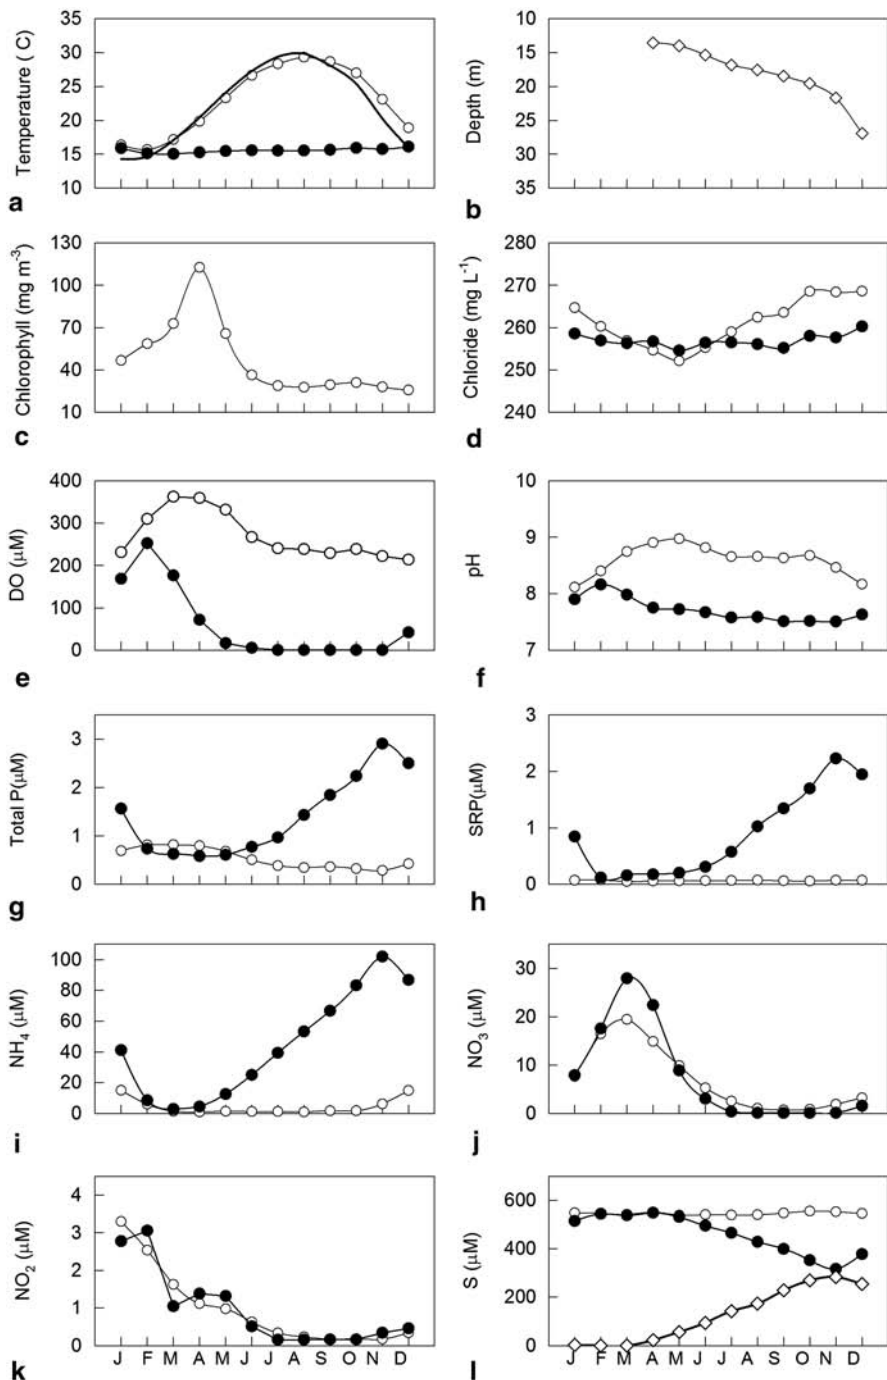 35
30
25
20
15
10
Temperature ( C)
a
10
15
20
25
30
35
Depth (m)
b
130
100
70
40
10
Chlorophyll (mg m-3)
c
280
270
260
250
240
Chloride (mg L-1)
d
400
300
200
100
0
DO (µM)
e
10
9
8
7
pH
f
3
2
1
0
Total P(µM)
g
3
2
1
0
SRP(µM)
h
100
80
60
40
20
0
NH4 (µM)
i
30
20
10
0
NO3 (µM)
j
4
3
2
1
0
NO2 (µM)
J F M A M J J A S O N D
k
600
400
200
0
S (µM)
J F M A M J J A S O N D
l